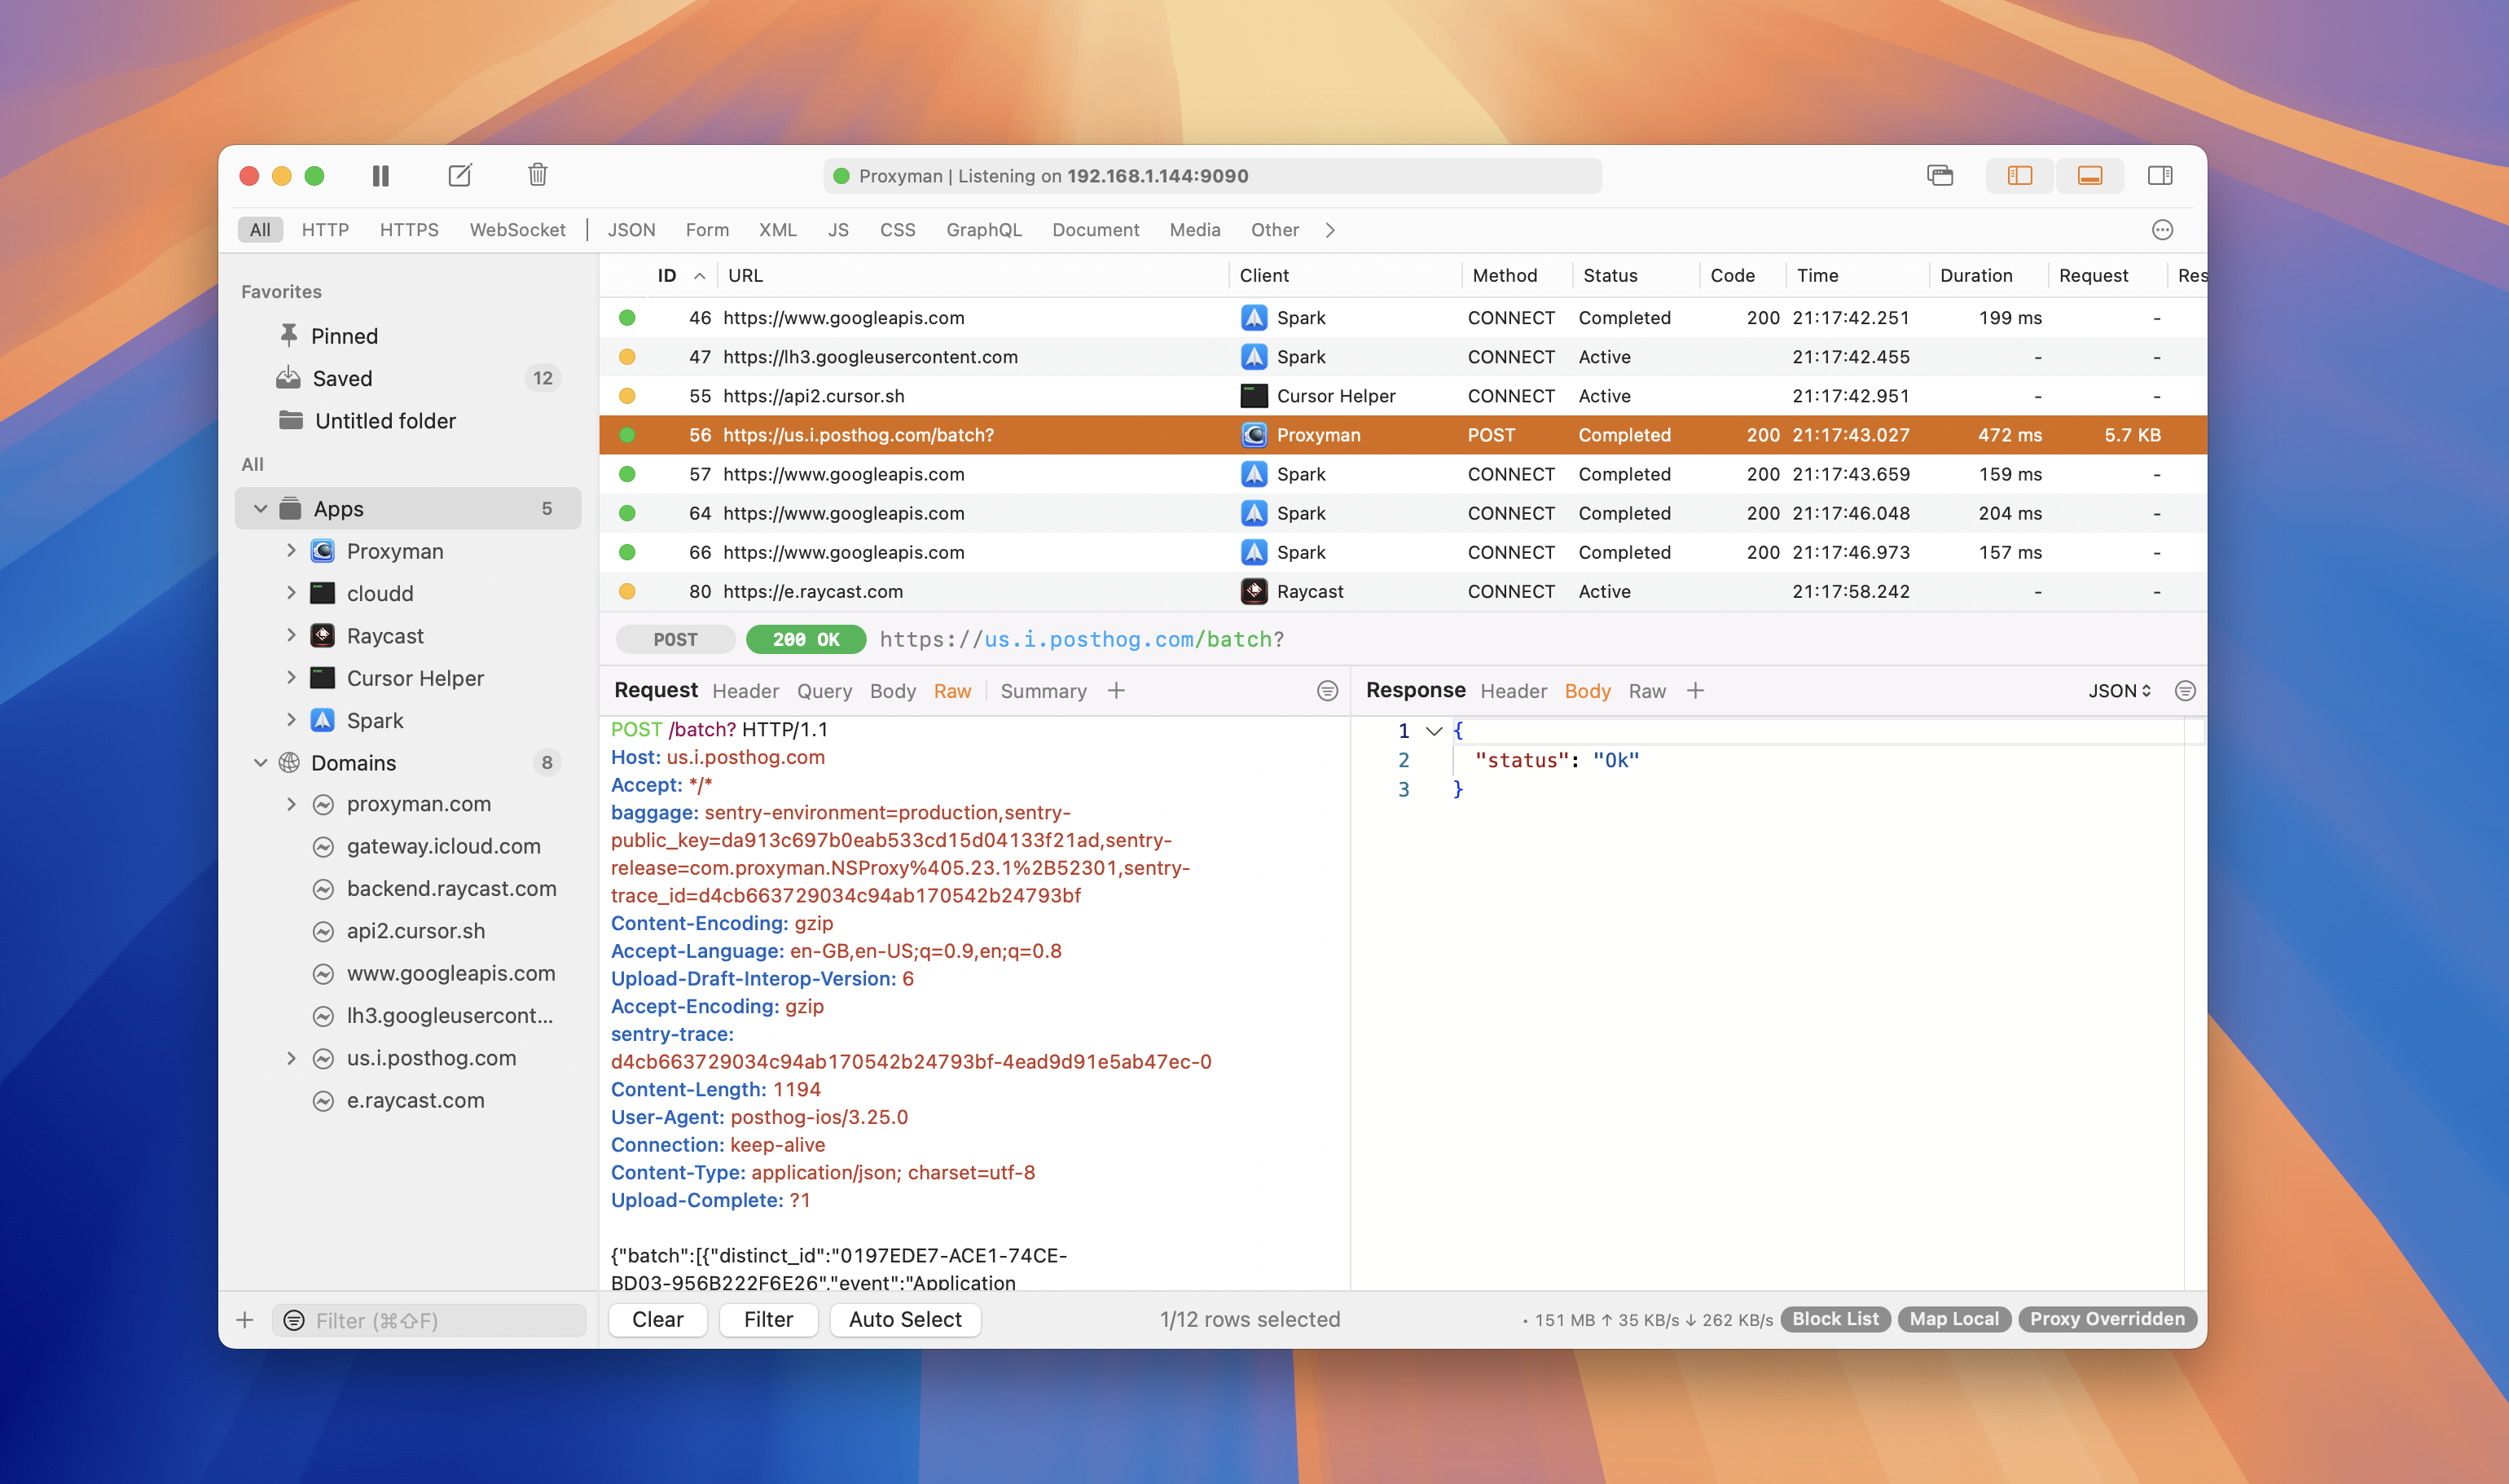 Proxyman | Listening on 192.168.1.144:9090
All HTTP HTTPS WebSocket | JSON Form XML JS CSS GraphQL Document Media Other
Favorites
Pinned
Saved 12
Untitled folder
All
Apps 5
Proxyman
cloudd
Raycast
Cursor Helper
Spark
Domains 8
proxyman.com
gateway.icloud.com
backend.raycast.com
api2.cursor.sh
www.googleapis.com
lh3.googleusercont...
us.i.posthog.com
e.raycast.com
Filter (⌘⇧F)
ID URL Client Method Status Code Time Duration Request Res
46 https://www.googleapis.com Spark CONNECT Completed 200 21:17:42.251 199 ms -
47 https://lh3.googleusercontent.com Spark CONNECT Active 21:17:42.455 - -
55 https://api2.cursor.sh Cursor Helper CONNECT Active 21:17:42.951 - -
56 https://us.i.posthog.com/batch? Proxyman POST Completed 200 21:17:43.027 472 ms 5.7 KB
57 https://www.googleapis.com Spark CONNECT Completed 200 21:17:43.659 159 ms -
64 https://www.googleapis.com Spark CONNECT Completed 200 21:17:46.048 204 ms -
66 https://www.googleapis.com Spark CONNECT Completed 200 21:17:46.973 157 ms -
80 https://e.raycast.com Raycast CONNECT Active 21:17:58.242 - -
POST 200 OK https://us.i.posthog.com/batch?
Request Header Query Body Raw Summary +
POST /batch? HTTP/1.1
Host: us.i.posthog.com
Accept: */*
baggage: sentry-environment=production,sentry-
public_key=da913c697b0eab533cd15d04133f21ad,sentry-
release=com.proxyman.NSProxy%405.23.1%2B52301,sentry-
trace_id=d4cb663729034c94ab170542b24793bf
Content-Encoding: gzip
Accept-Language: en-GB,en-US;q=0.9,en;q=0.8
Upload-Draft-Interop-Version: 6
Accept-Encoding: gzip
sentry-trace:
d4cb663729034c94ab170542b24793bf-4ead9d91e5ab47ec-0
Content-Length: 1194
User-Agent: posthog-ios/3.25.0
Connection: keep-alive
Content-Type: application/json; charset=utf-8
Upload-Complete: ?1
{"batch":[{"distinct_id":"0197EDE7-ACE1-74CE-
BD03-956B222F6E26","event":"Application
Response Header Body Raw + JSON
1 {
2 "status": "Ok"
3 }
Clear Filter Auto Select 1/12 rows selected • 151 MB ↑ 35 KB/s ↓ 262 KB/s Block List Map Local Proxy Overridden